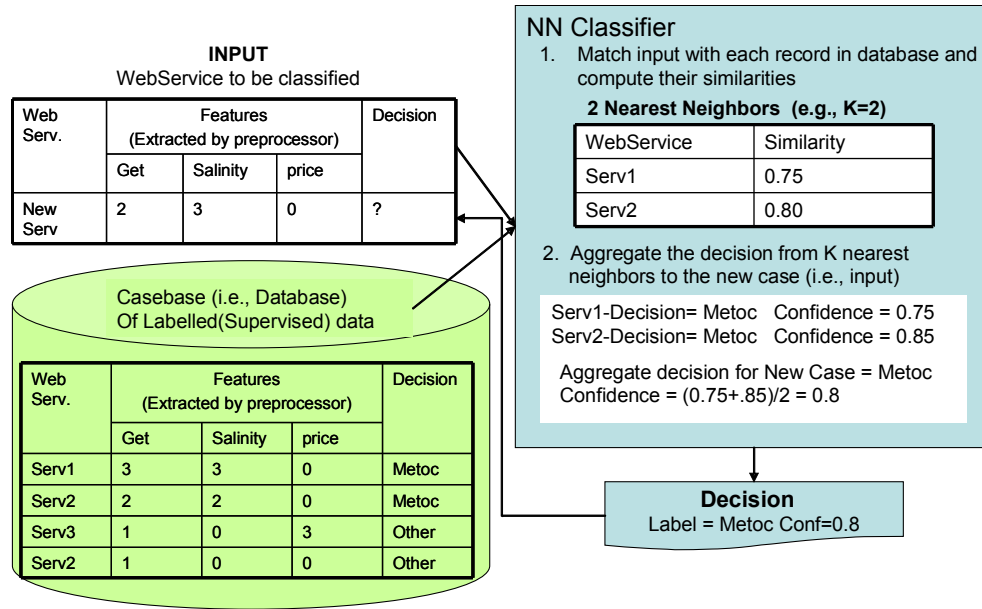 INPUT
WebService to be classified
Web Serv. Features (Extracted by preprocessor) Decision
Get Salinity price
New Serv 2 3 0 ?
Casebase (i.e., Database)
Of Labelled(Supervised) data
Web Serv. Features (Extracted by preprocessor) Decision
Get Salinity price
Serv1 3 3 0 Metoc
Serv2 2 2 0 Metoc
Serv3 1 0 3 Other
Serv2 1 0 0 Other
NN Classifier
1. Match input with each record in database and
compute their similarities
2 Nearest Neighbors (e.g., K=2)
WebService Similarity
Serv1 0.75
Serv2 0.80
2. Aggregate the decision from K nearest
neighbors to the new case (i.e., input)
Serv1-Decision= Metoc Confidence = 0.75
Serv2-Decision= Metoc Confidence = 0.85
Aggregate decision for New Case = Metoc
Confidence = (0.75+.85)/2 = 0.8
Decision
Label = Metoc Conf=0.8